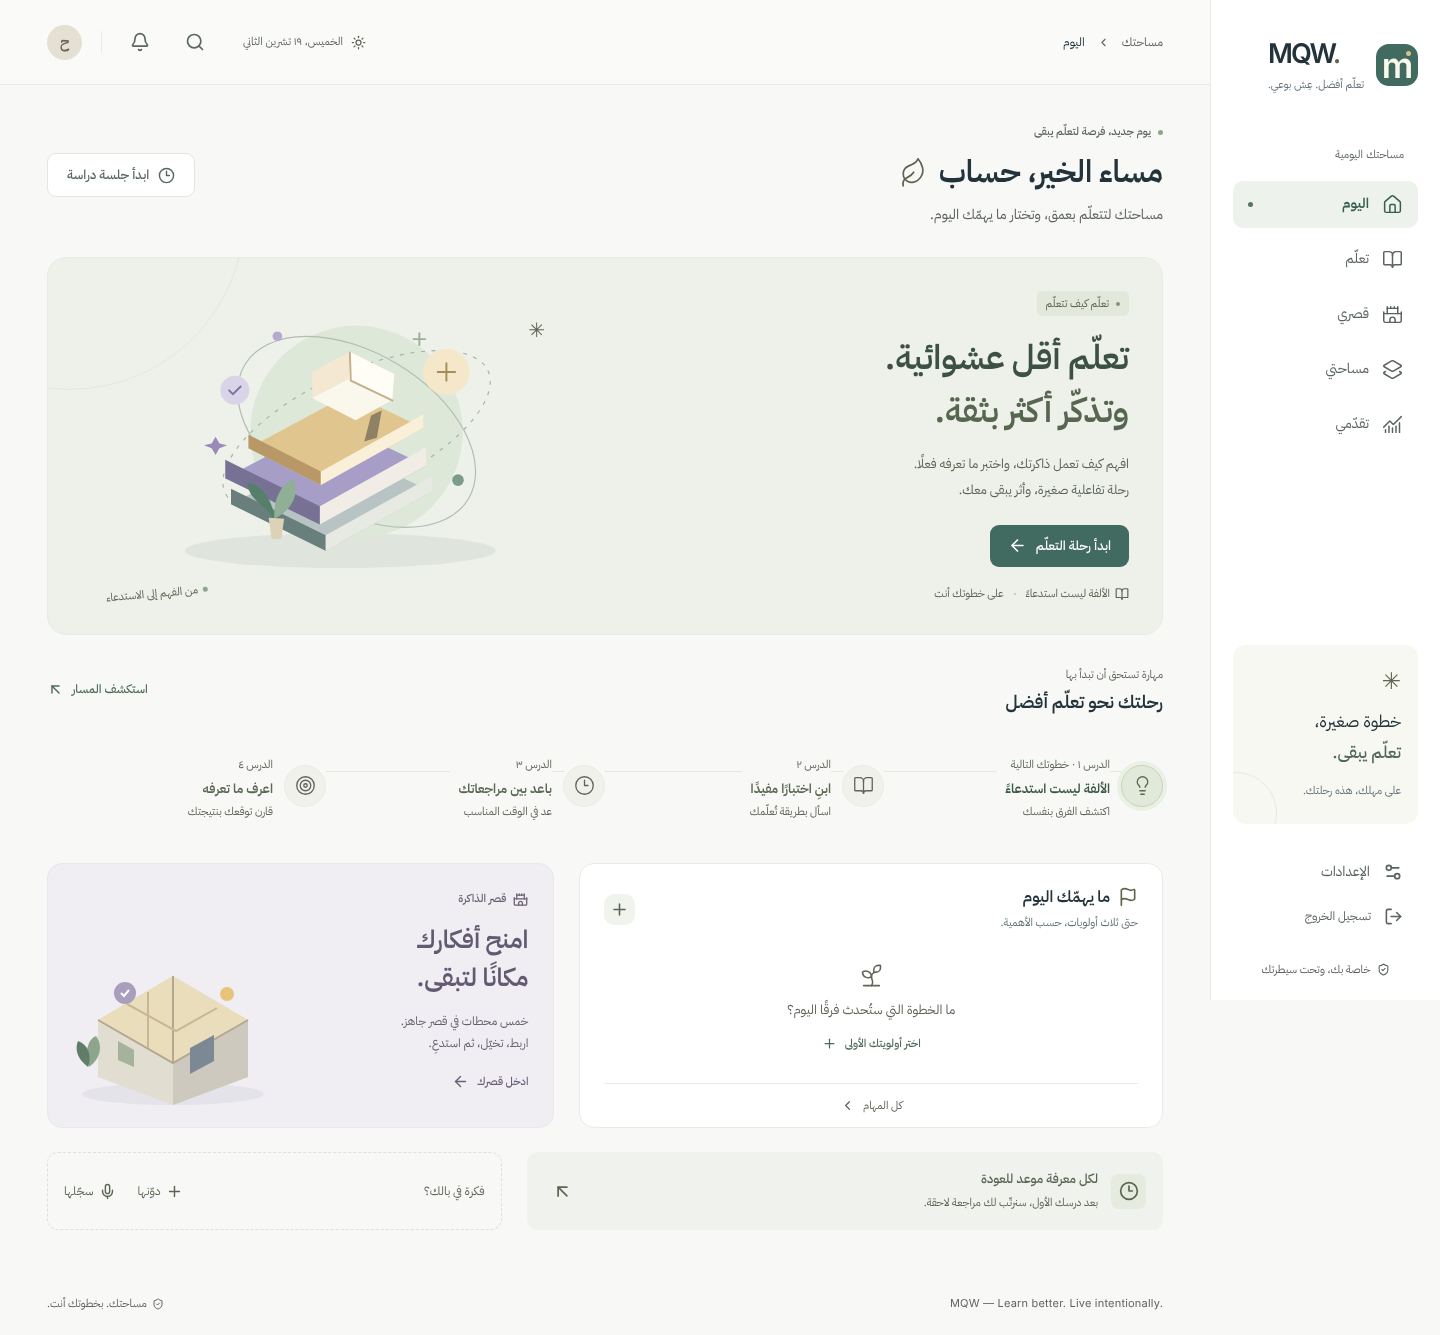 MQW.
تعلّم أفضل. عِش بوعي.
مساحتك اليومية
اليوم
تعلّم
قصري
مساحتي
تقدّمي
خطوة صغيرة،
تعلّم يبقى.
على مهلك، هذه رحلتك.
الإعدادات
تسجيل الخروج
خاصة بك، وتحت سيطرتك
مساحتك
اليوم
الخميس، ١٩ تشرين الثاني
ح
يوم جديد، فرصة لتعلّم يبقى
مساء الخير، حساب
مساحتك لتتعلّم بعمق، وتختار ما يهمّك اليوم.
ابدأ جلسة دراسة
تعلّم كيف تتعلّم
تعلّم أقل عشوائية.
وتذكّر أكثر بثقة.
افهم كيف تعمل ذاكرتك، واختبر ما تعرفه فعلًا.
رحلة تفاعلية صغيرة، وأثر يبقى معك.
ابدأ رحلة التعلّم
الألفة ليست استدعاءً · على خطوتك أنت
من الفهم إلى الاستدعاء
مهارة تستحق أن تبدأ بها
رحلتك نحو تعلّم أفضل
استكشف المسار
الدرس ١ · خطوتك التالية
الألفة ليست استدعاءً
اكتشف الفرق بنفسك
الدرس ٢
ابنِ اختبارًا مفيدًا
اسأل بطريقة تُعلّمك
الدرس ٣
باعد بين مراجعاتك
عد في الوقت المناسب
الدرس ٤
اعرف ما تعرفه
قارن توقعك بنتيجتك
ما يهمّك اليوم
حتى ثلاث أولويات، حسب الأهمية.
ما الخطوة التي ستُحدث فرقًا اليوم؟
اختر أولويتك الأولى
كل المهام
قصر الذاكرة
امنح أفكارك
مكانًا لتبقى.
خمس محطات في قصر جاهز.
اربط، تخيّل، ثم استدعِ.
ادخل قصرك
لكل معرفة موعد للعودة
بعد درسك الأول، سنرتّب لك مراجعة لاحقة.
فكرة في بالك؟
دوّنها
سجّلها
MQW — Learn better. Live intentionally.
مساحتك. بخطوتك أنت.